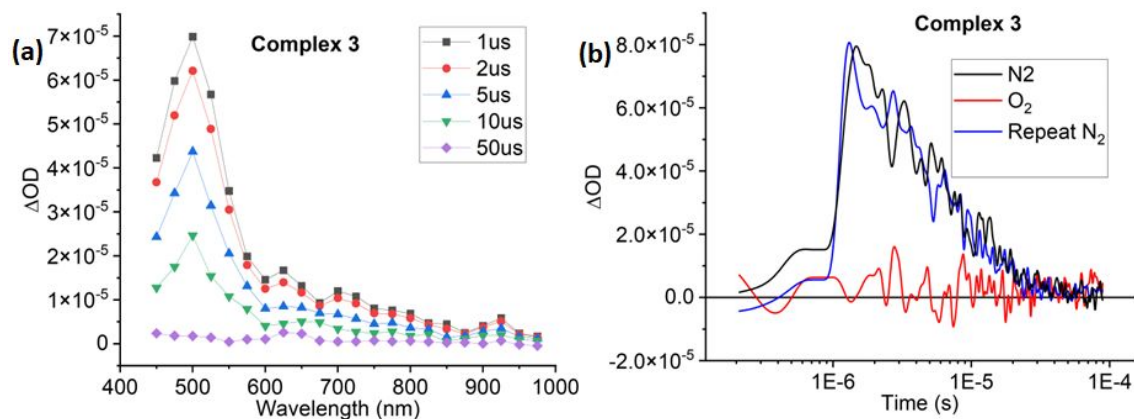 (a)
Complex 3
1us
2us
5us
10us
50us
7×10⁻⁵
6×10⁻⁵
5×10⁻⁵
4×10⁻⁵
3×10⁻⁵
2×10⁻⁵
1×10⁻⁵
0
ΔOD
400 500 600 700 800 900 1000
Wavelength (nm)
(b)
Complex 3
N2
O₂
Repeat N₂
8.0×10⁻⁵
6.0×10⁻⁵
4.0×10⁻⁵
2.0×10⁻⁵
0.0
-2.0×10⁻⁵
ΔOD
1E-6 1E-5 1E-4
Time (s)